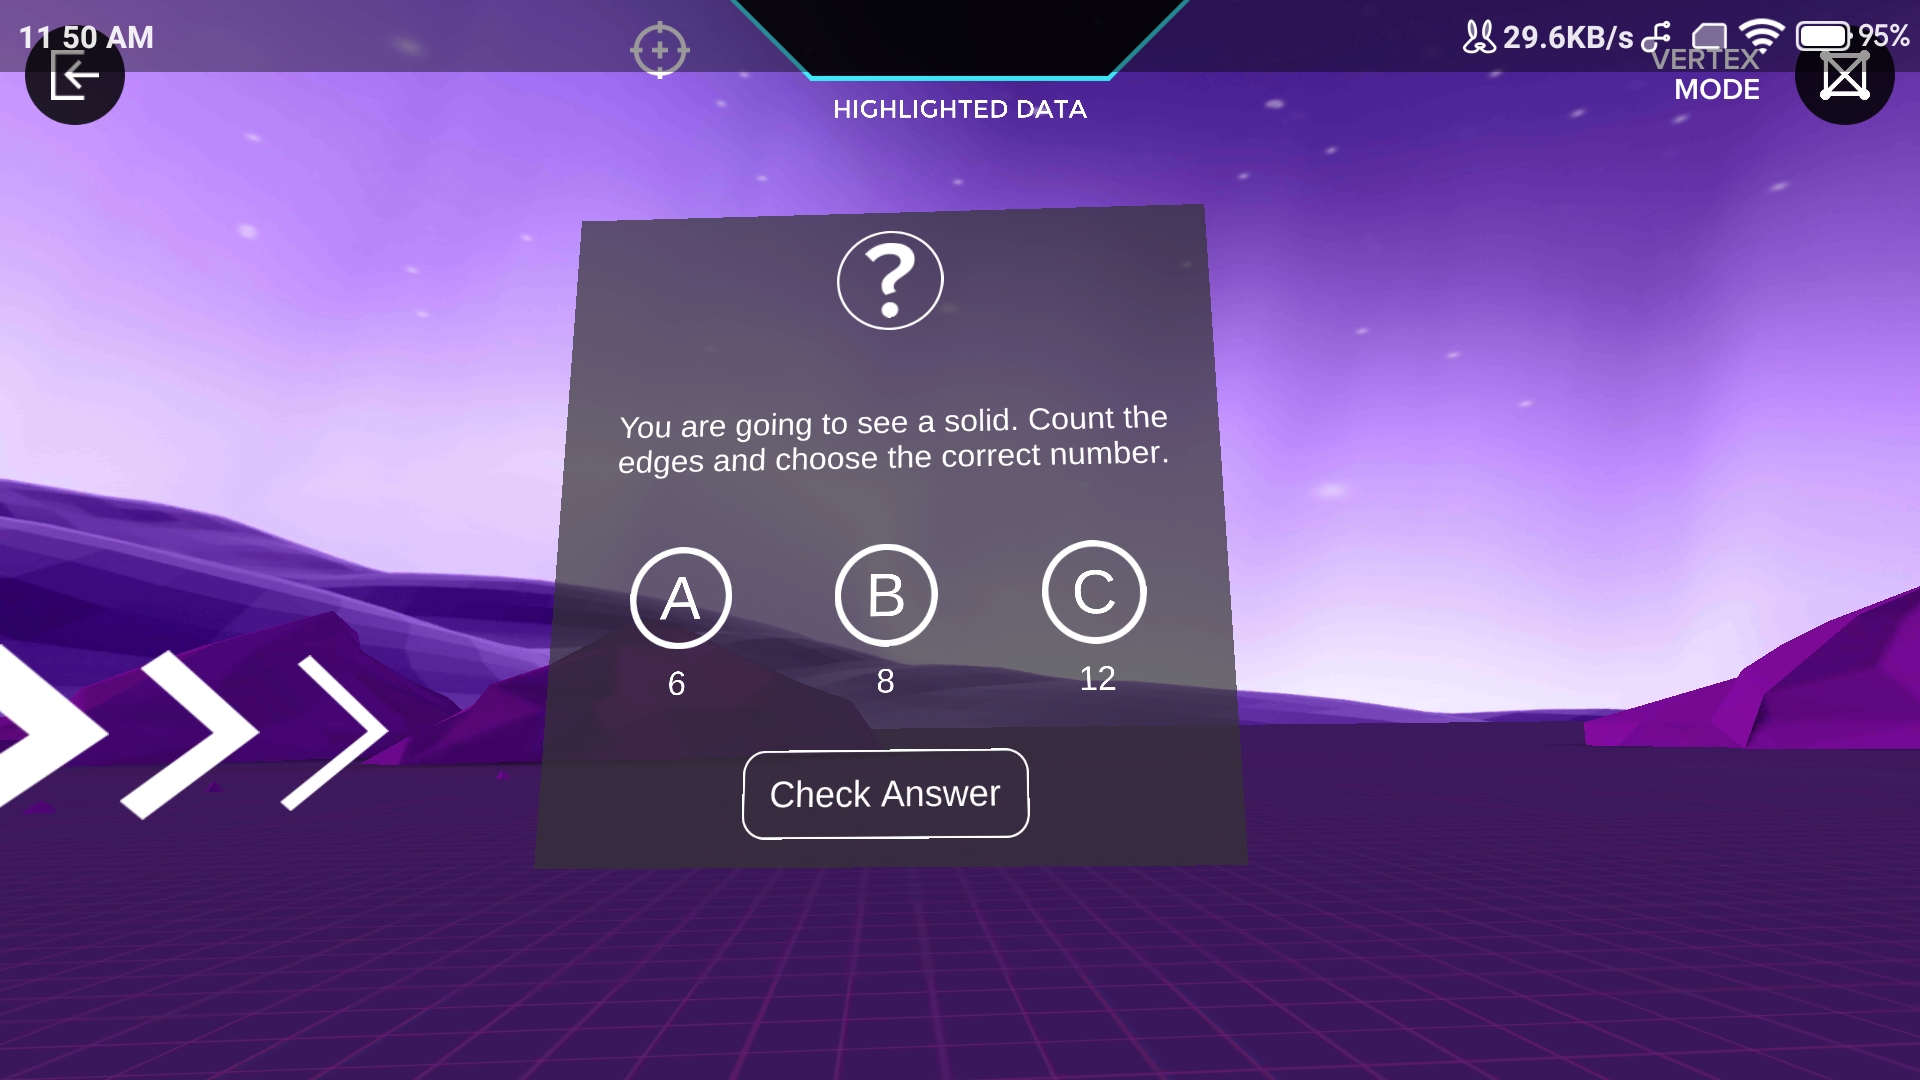 11 50 AM
29.6KB/s
95%
VERTEX
MODE
HIGHLIGHTED DATA
?
You are going to see a solid. Count the
edges and choose the correct number.
A B C
6 8 12
Check Answer